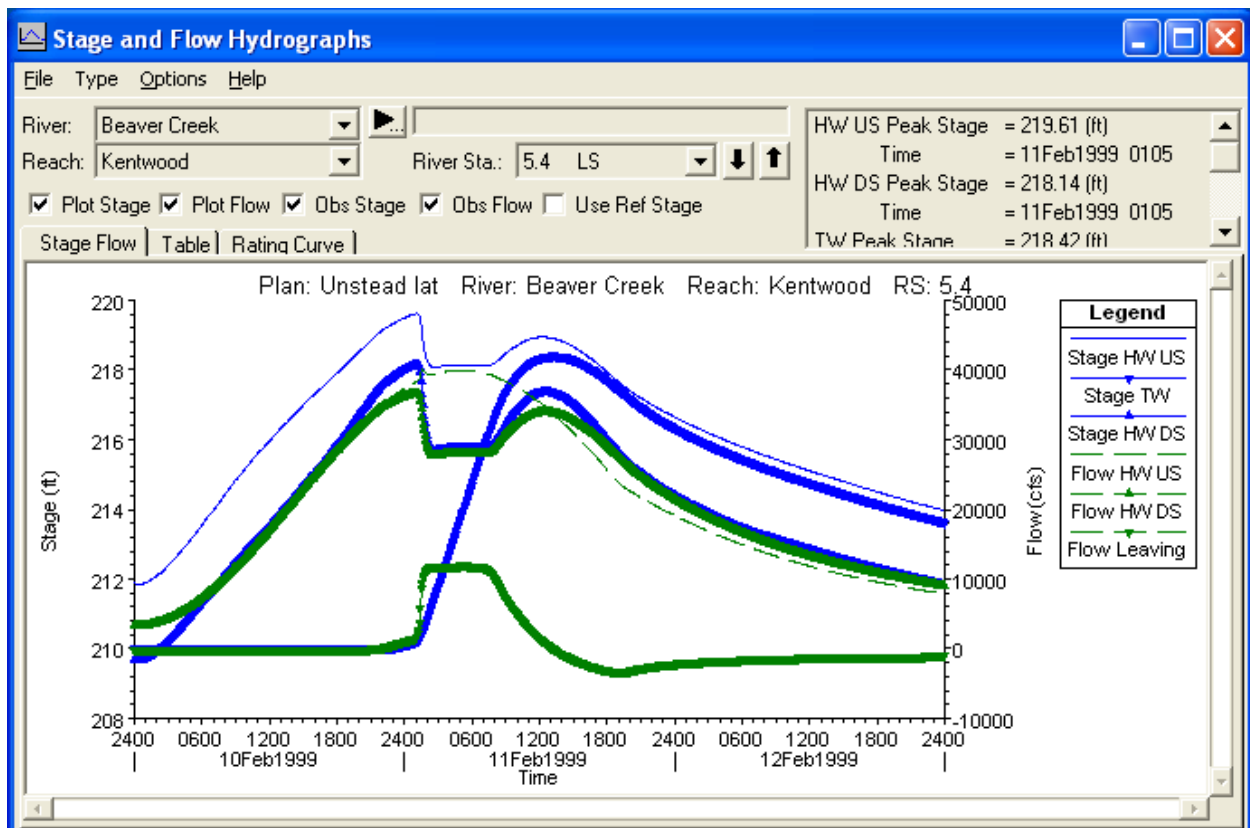 Stage and Flow Hydrographs
File Type Options Help
River: Beaver Creek
Reach: Kentwood River Sta.: 5.4 LS
Plot Stage Plot Flow Obs Stage Obs Flow Use Ref Stage
HW US Peak Stage = 219.61 (ft)
Time = 11Feb1999 0105
HW DS Peak Stage = 218.14 (ft)
Time = 11Feb1999 0105
TW Peak Stage = 218.42 (ft)
Stage Flow Table Rating Curve
Plan: Unstead lat River: Beaver Creek Reach: Kentwood RS: 5.4
220
218
216
214
212
210
208
Stage (ft)
50000
40000
30000
20000
10000
0
-10000
Flow (cfs)
2400 0600 1200 1800 2400 0600 1200 1800 2400 0600 1200 1800 2400
10Feb1999 11Feb1999 12Feb1999
Time
Legend
Stage HW US
Stage TW
Stage HW DS
Flow HW US
Flow HW DS
Flow Leaving